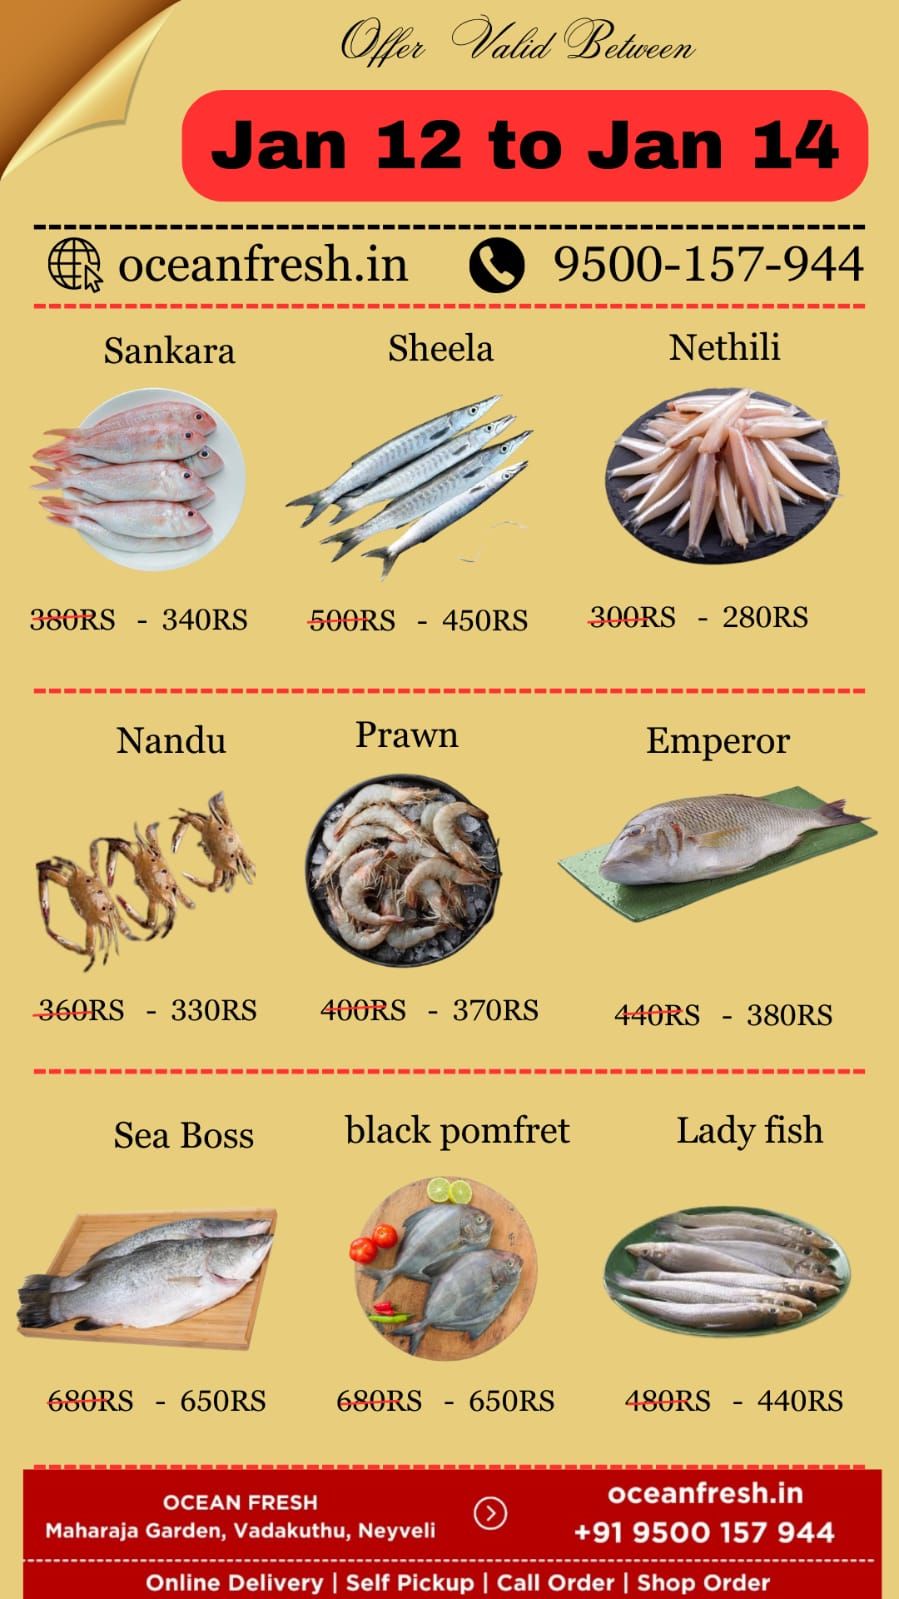 Offer Valid Between
Jan 12 to Jan 14
oceanfresh.in 9500-157-944
Sankara Sheela Nethili
380RS - 340RS 500RS - 450RS 300RS - 280RS
Nandu Prawn Emperor
360RS - 330RS 400RS - 370RS 440RS - 380RS
Sea Boss black pomfret Lady fish
680RS - 650RS 680RS - 650RS 480RS - 440RS
OCEAN FRESH
Maharaja Garden, Vadakuthu, Neyveli
oceanfresh.in
+91 9500 157 944
Online Delivery | Self Pickup | Call Order | Shop Order